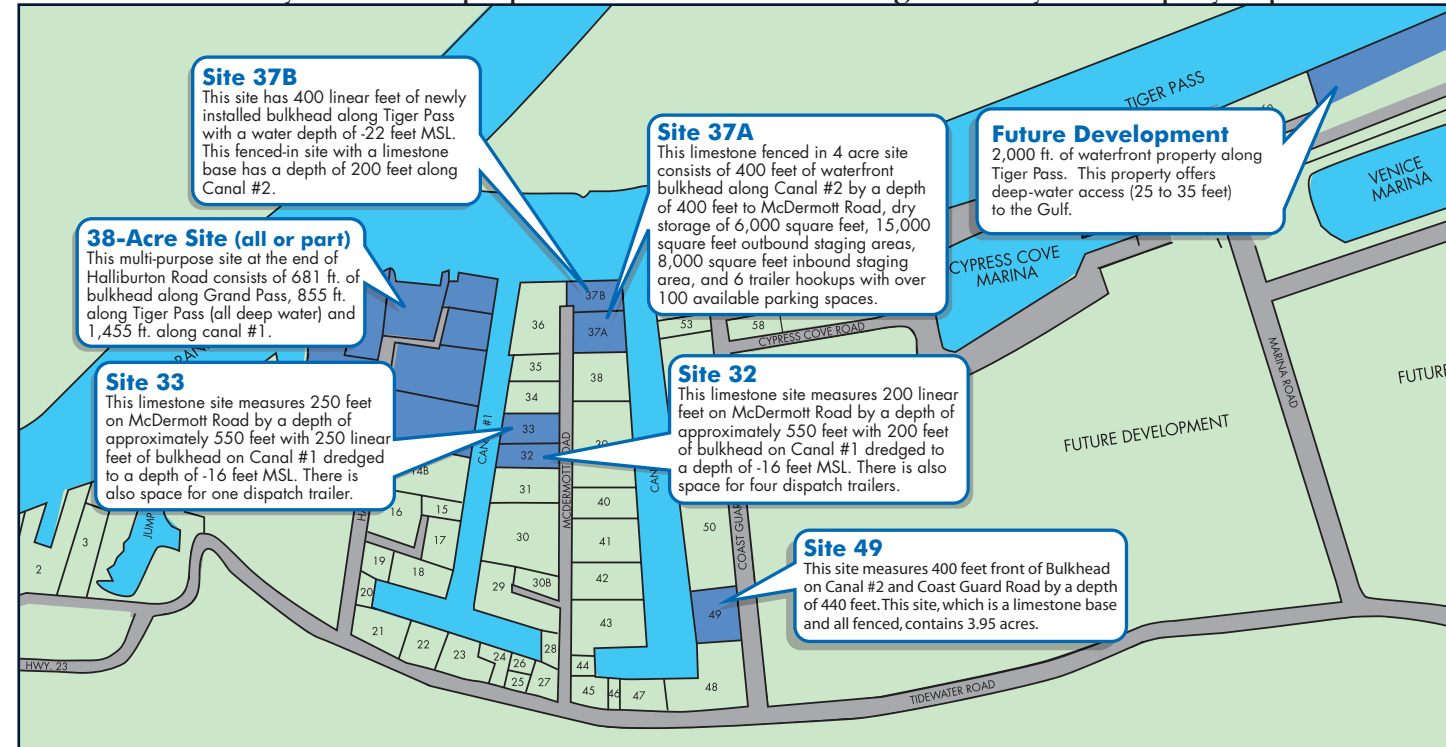 Site 37B
This site has 400 linear feet of newly
installed bulkhead along Tiger Pass
with a water depth of -22 feet MSL.
This fenced-in site with a limestone
base has a depth of 200 feet along
Canal #2.
Site 37A
This limestone fenced in 4 acre site
consists of 400 feet of waterfront
bulkhead along Canal #2 by a depth
of 400 feet to McDermott Road, dry
storage of 6,000 square feet, 15,000
square feet outbound staging areas,
8,000 square feet inbound staging
area, and 6 trailer hookups with over
100 available parking spaces.
TIGER PASS
Future Development
2,000 ft. of waterfront property along
Tiger Pass. This property offers
deep-water access (25 to 35 feet)
to the Gulf.
VENICE
MARINA
38-Acre Site (all or part)
This multi-purpose site at the end of
Halliburton Road consists of 681 ft. of
bulkhead along Grand Pass, 855 ft.
along Tiger Pass (all deep water) and
1,455 ft. along canal #1.
CYPRESS COVE
MARINA
37B
37A
36
53
58
CYPRESS COVE ROAD
MARINA ROAD
35
38
34
33
32
CANAL #1
MCDERMOTT ROAD
Site 33
This limestone site measures 250 feet
on McDermott Road by a depth of
approximately 550 feet with 250 linear
feet of bulkhead on Canal #1 dredged
to a depth of -16 feet MSL. There is
also space for one dispatch trailer.
Site 32
This limestone site measures 200 linear
feet on McDermott Road by a depth of
approximately 550 feet with 200 feet
of bulkhead on Canal #1 dredged to
a depth of -16 feet MSL. There is also
space for four dispatch trailers.
FUTURE DEVELOPMENT
FUTURE
14B
31
40
16
15
50
COAST GUAR
JUMP
3
2
17
30
41
19
18
29
30B
42
20
49
Site 49
This site measures 400 feet front of Bulkhead
on Canal #2 and Coast Guard Road by a depth
of 440 feet. This site, which is a limestone base
and all fenced, contains 3.95 acres.
21
22
23
24
26
25
27
28
43
44
45
46
47
48
HWY. 23
TIDEWATER ROAD